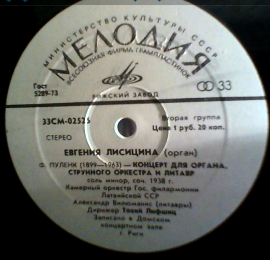 МИНИСТЕРСТВО КУЛЬТУРЫ СССР
МЕЛОДИЯ
ВСЕСОЮЗНАЯ ФИРМА ГРАМПЛАСТИНОК
Гост
5289-73
33
РИЖСКИЙ ЗАВОД
33СМ-02525
СТЕРЕО
Вторая группа
Цена 1 руб. 20 коп.
ЕВГЕНИЯ ЛИСИЦИНА (орган)
Ф. ПУЛЕНК (1899—1963) — КОНЦЕРТ ДЛЯ ОРГАНА,
СТРУННОГО ОРКЕСТРА И ЛИТАВР
соль минор, соч. 1938 г.
Камерный оркестр Гос. филармонии
Латвийской ССР
Александр (литавры)
Дирижер Товий Лифшиц
Записано в Домском
концертном зале
г. Риги